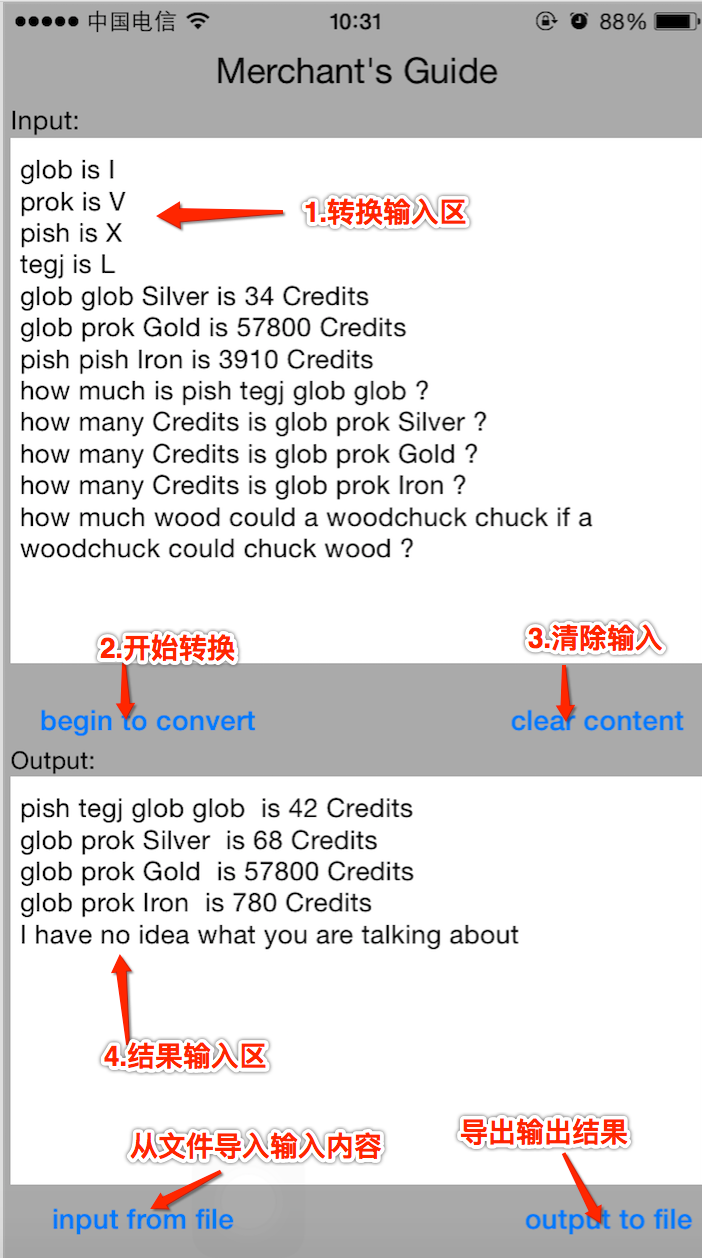 中国电信 10:31 88%
Merchant's Guide
Input:
glob is I
prok is V
1.转换输入区
pish is X
tegj is L
glob glob Silver is 34 Credits
glob prok Gold is 57800 Credits
pish pish Iron is 3910 Credits
how much is pish tegj glob glob ?
how many Credits is glob prok Silver ?
how many Credits is glob prok Gold ?
how many Credits is glob prok Iron ?
how much wood could a woodchuck chuck if a
woodchuck could chuck wood ?
2.开始转换 3.清除输入
begin to convert clear content
Output:
pish tegj glob glob  is 42 Credits
glob prok Silver  is 68 Credits
glob prok Gold  is 57800 Credits
glob prok Iron  is 780 Credits
I have no idea what you are talking about
4.结果输入区
从文件导入输入内容 导出输出结果
input from file output to file